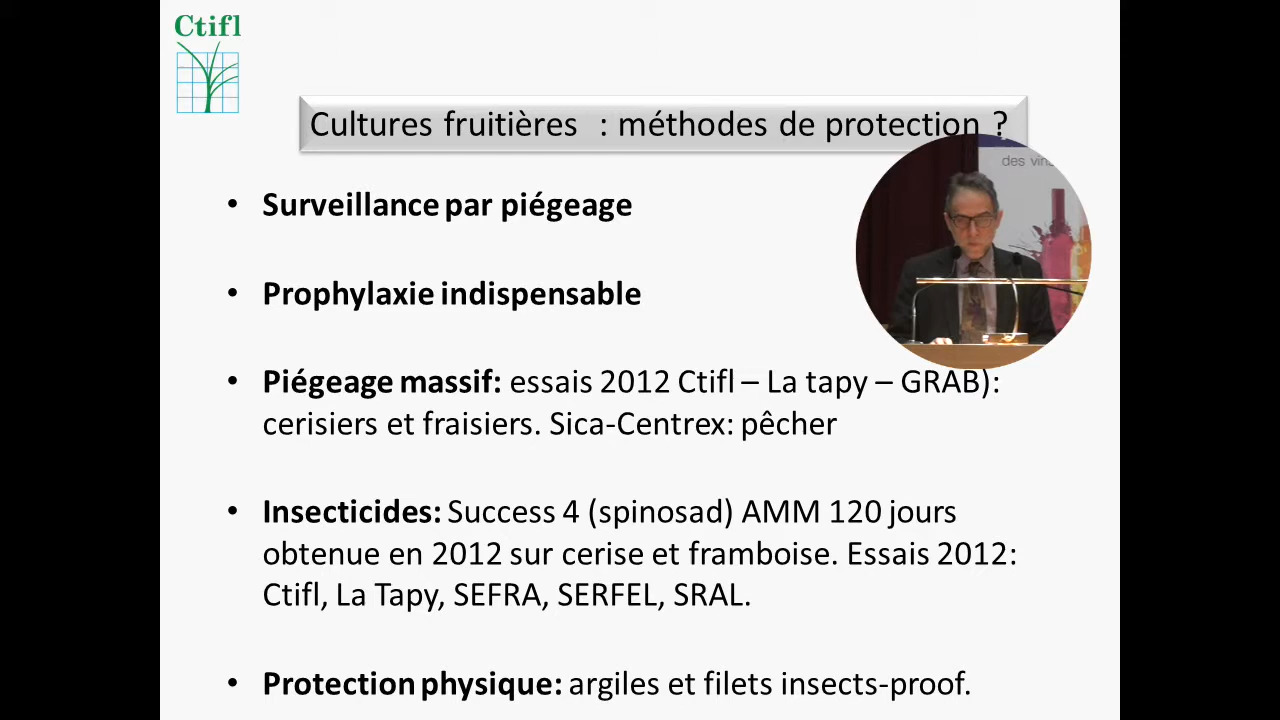 Ctifl
Cultures fruitières : méthodes de protection ?
des vins
• Surveillance par piégeage
• Prophylaxie indispensable
• Piégeage massif: essais 2012 Ctifl – La tapy – GRAB):
cerisiers et fraisiers. Sica-Centrex: pêcher
• Insecticides: Success 4 (spinosad) AMM 120 jours
obtenue en 2012 sur cerise et framboise. Essais 2012:
Ctifl, La Tapy, SEFRA, SERFEL, SRAL.
• Protection physique: argiles et filets insects-proof.